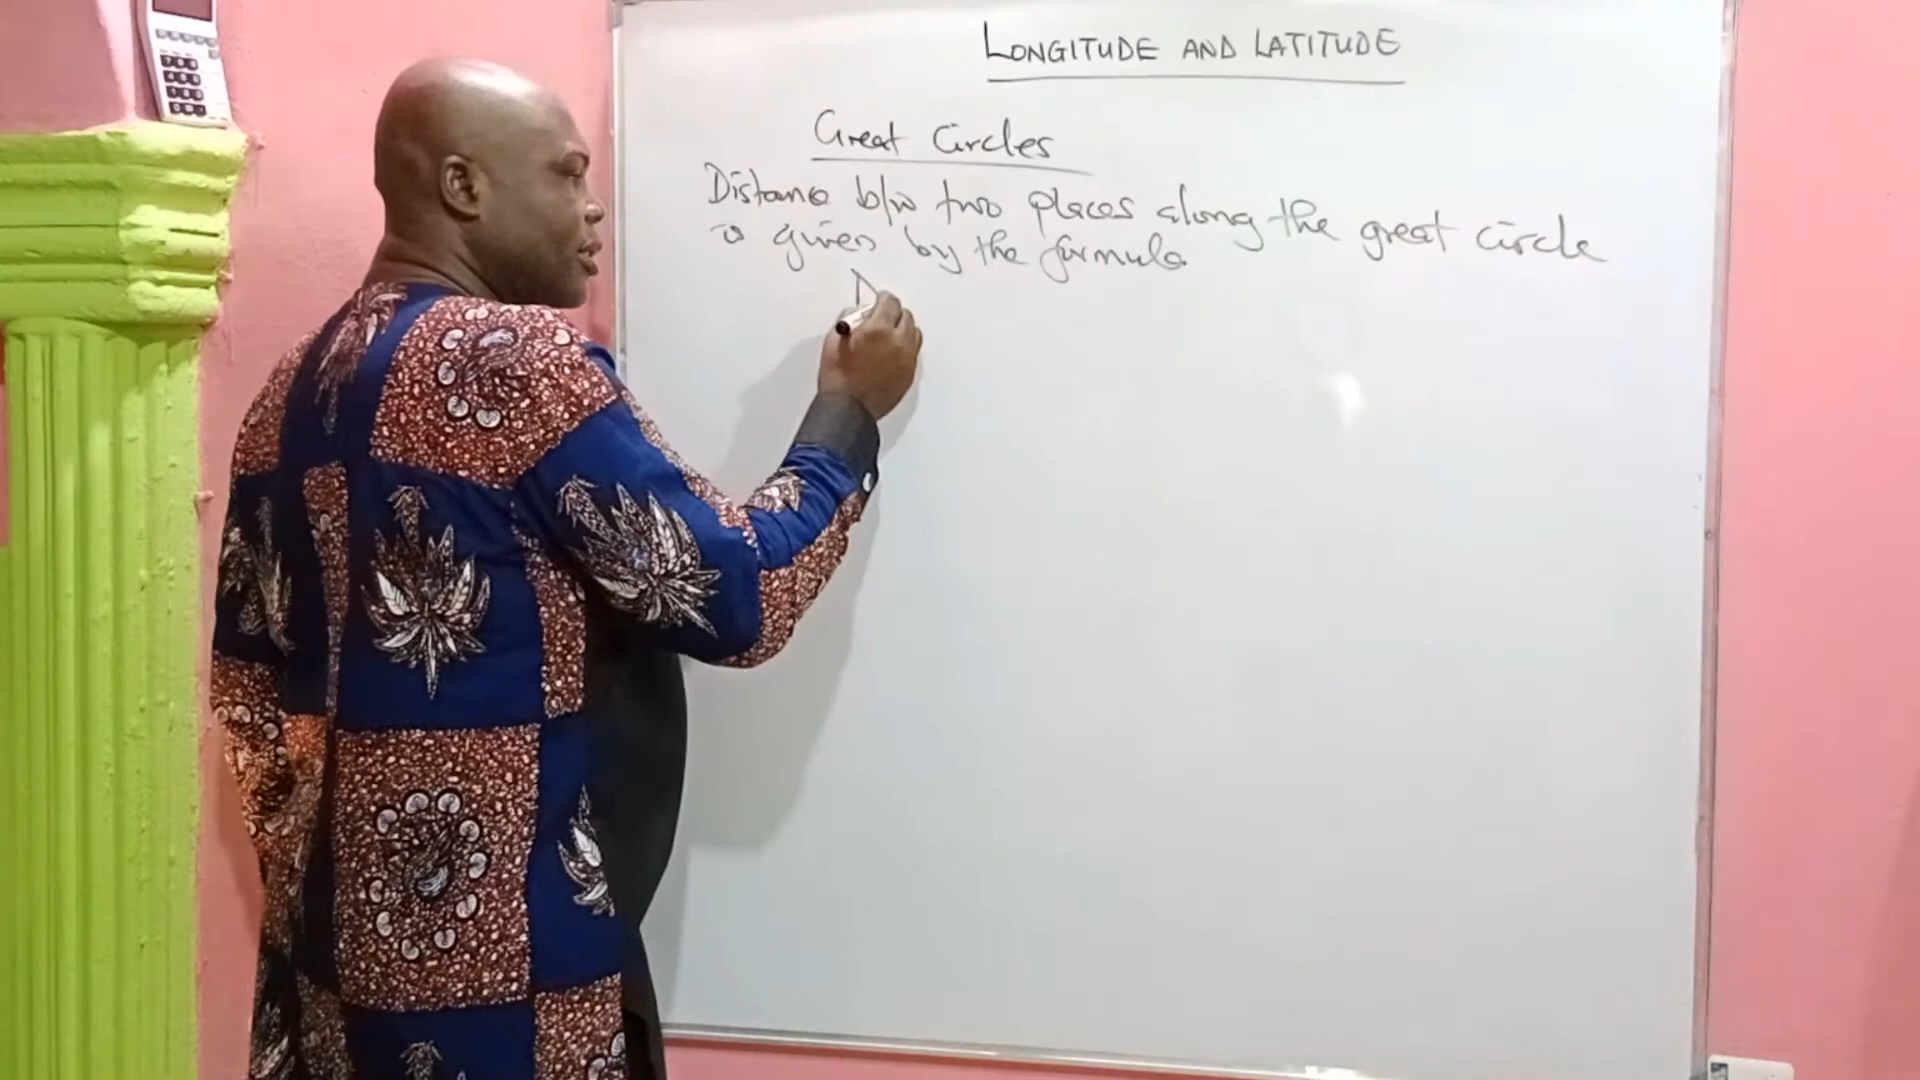 LONGITUDE AND LATITUDE
Great Circles
Distance b/w two places along the great circle
is given by the formula
D